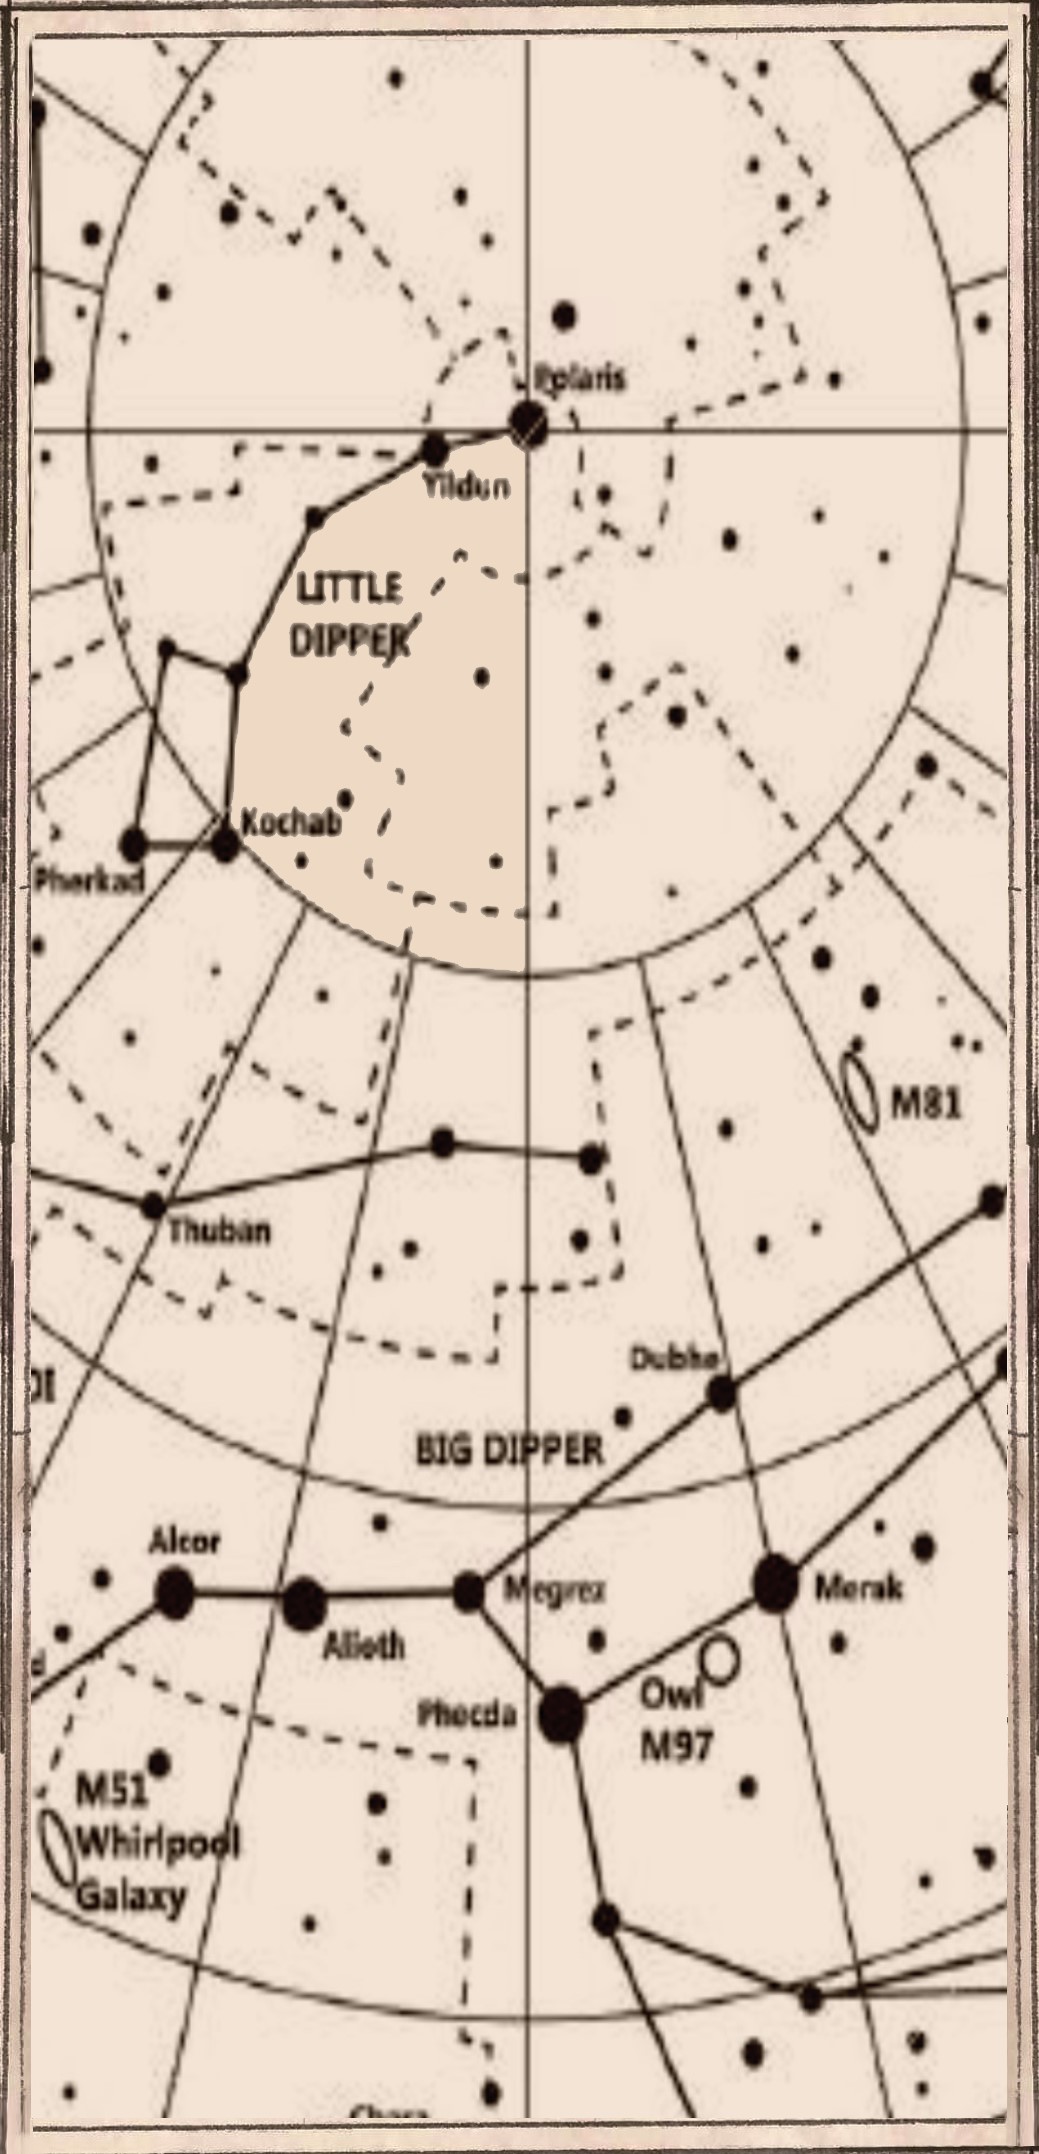 Polaris
Yildun
LITTLE
DIPPER
Kochab
Pherkad
M81
Thuban
Dubhe
DI
BIG DIPPER
Alcor
Megrez
Merak
Alioth
Owl
M97
Phecda
M51
Whirlpool
Galaxy